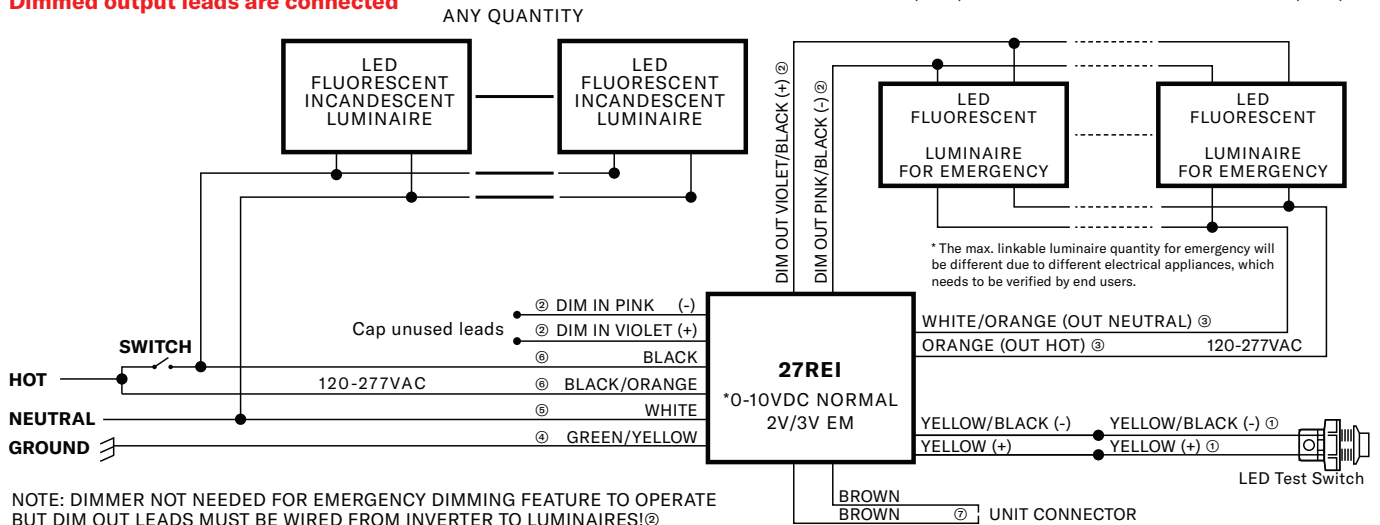 Dimmed output leads are connected
ANY QUANTITY
LED
FLUORESCENT
INCANDESCENT
LUMINAIRE
LED
FLUORESCENT
INCANDESCENT
LUMINAIRE
DIM OUT VIOLET/BLACK (+) ②
DIM OUT PINK/BLACK (-) ②
LED
FLUORESCENT
LUMINAIRE
FOR EMERGENCY
LED
FLUORESCENT
LUMINAIRE
FOR EMERGENCY
* The max. linkable luminaire quantity for emergency will
be different due to different electrical appliances, which
needs to be verified by end users.
Cap unused leads
② DIM IN PINK (-)
② DIM IN VIOLET (+)
SWITCH
⑥ BLACK
HOT
120-277VAC
⑥ BLACK/ORANGE
NEUTRAL
⑤ WHITE
GROUND
④ GREEN/YELLOW
27REI
*0-10VDC NORMAL
2V/3V EM
WHITE/ORANGE (OUT NEUTRAL) ③
ORANGE (OUT HOT) ③
120-277VAC
YELLOW/BLACK (-)
YELLOW/BLACK (-) ①
YELLOW (+)
YELLOW (+) ①
LED Test Switch
BROWN
BROWN
⑦ UNIT CONNECTOR
NOTE: DIMMER NOT NEEDED FOR EMERGENCY DIMMING FEATURE TO OPERATE
BUT DIM OUT LEADS MUST BE WIRED FROM INVERTER TO LUMINAIRES!②